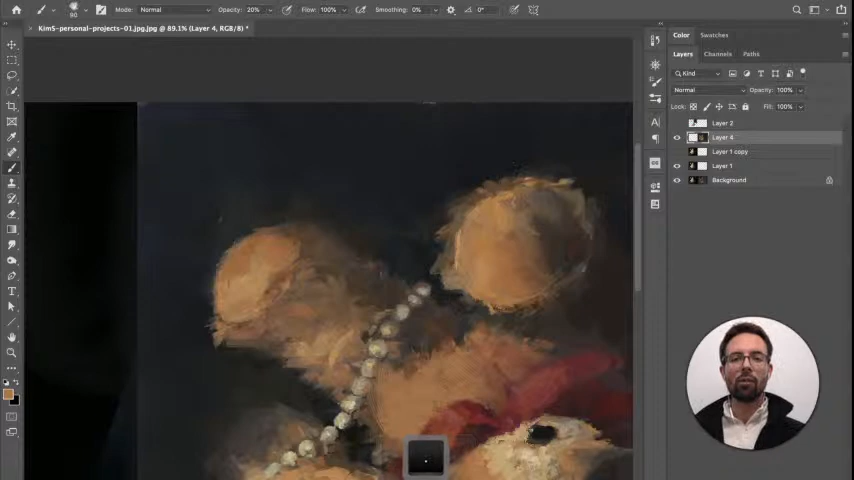 90 Mode: Normal Opacity: 20% Flow: 100% Smoothing: 0% 0°
× KimS-personal-projects-01.jpg.jpg @ 89.1% (Layer 4, RGB/8) *
Color Swatches
Layers Channels Paths
Kind
Normal Opacity: 100%
Lock: Fill: 100%
Layer 2
Layer 4
Layer 1 copy
Layer 1
Background